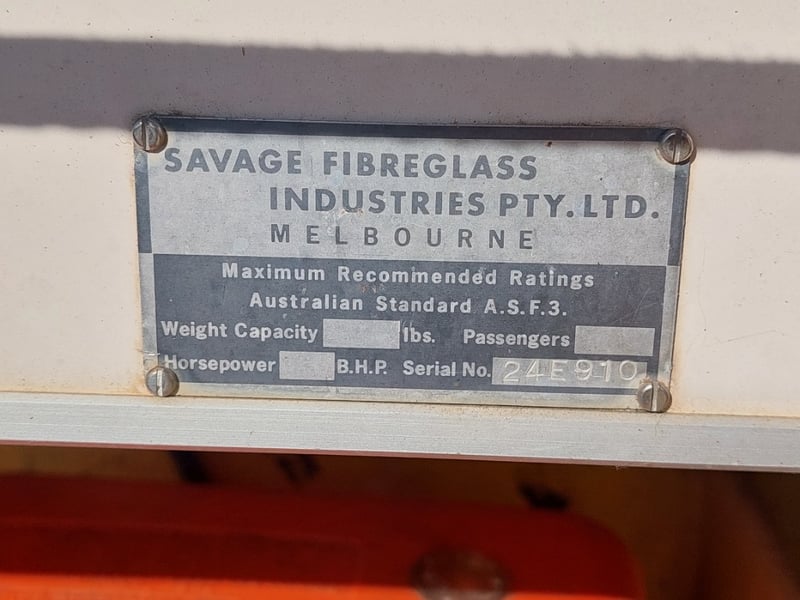 SAVAGE FIBREGLASS
INDUSTRIES PTY. LTD.
MELBOURNE
Maximum Recommended Ratings
Australian Standard A.S.F.3.
Weight Capacity lbs. Passengers
Horsepower B.H.P. Serial No. 24E910